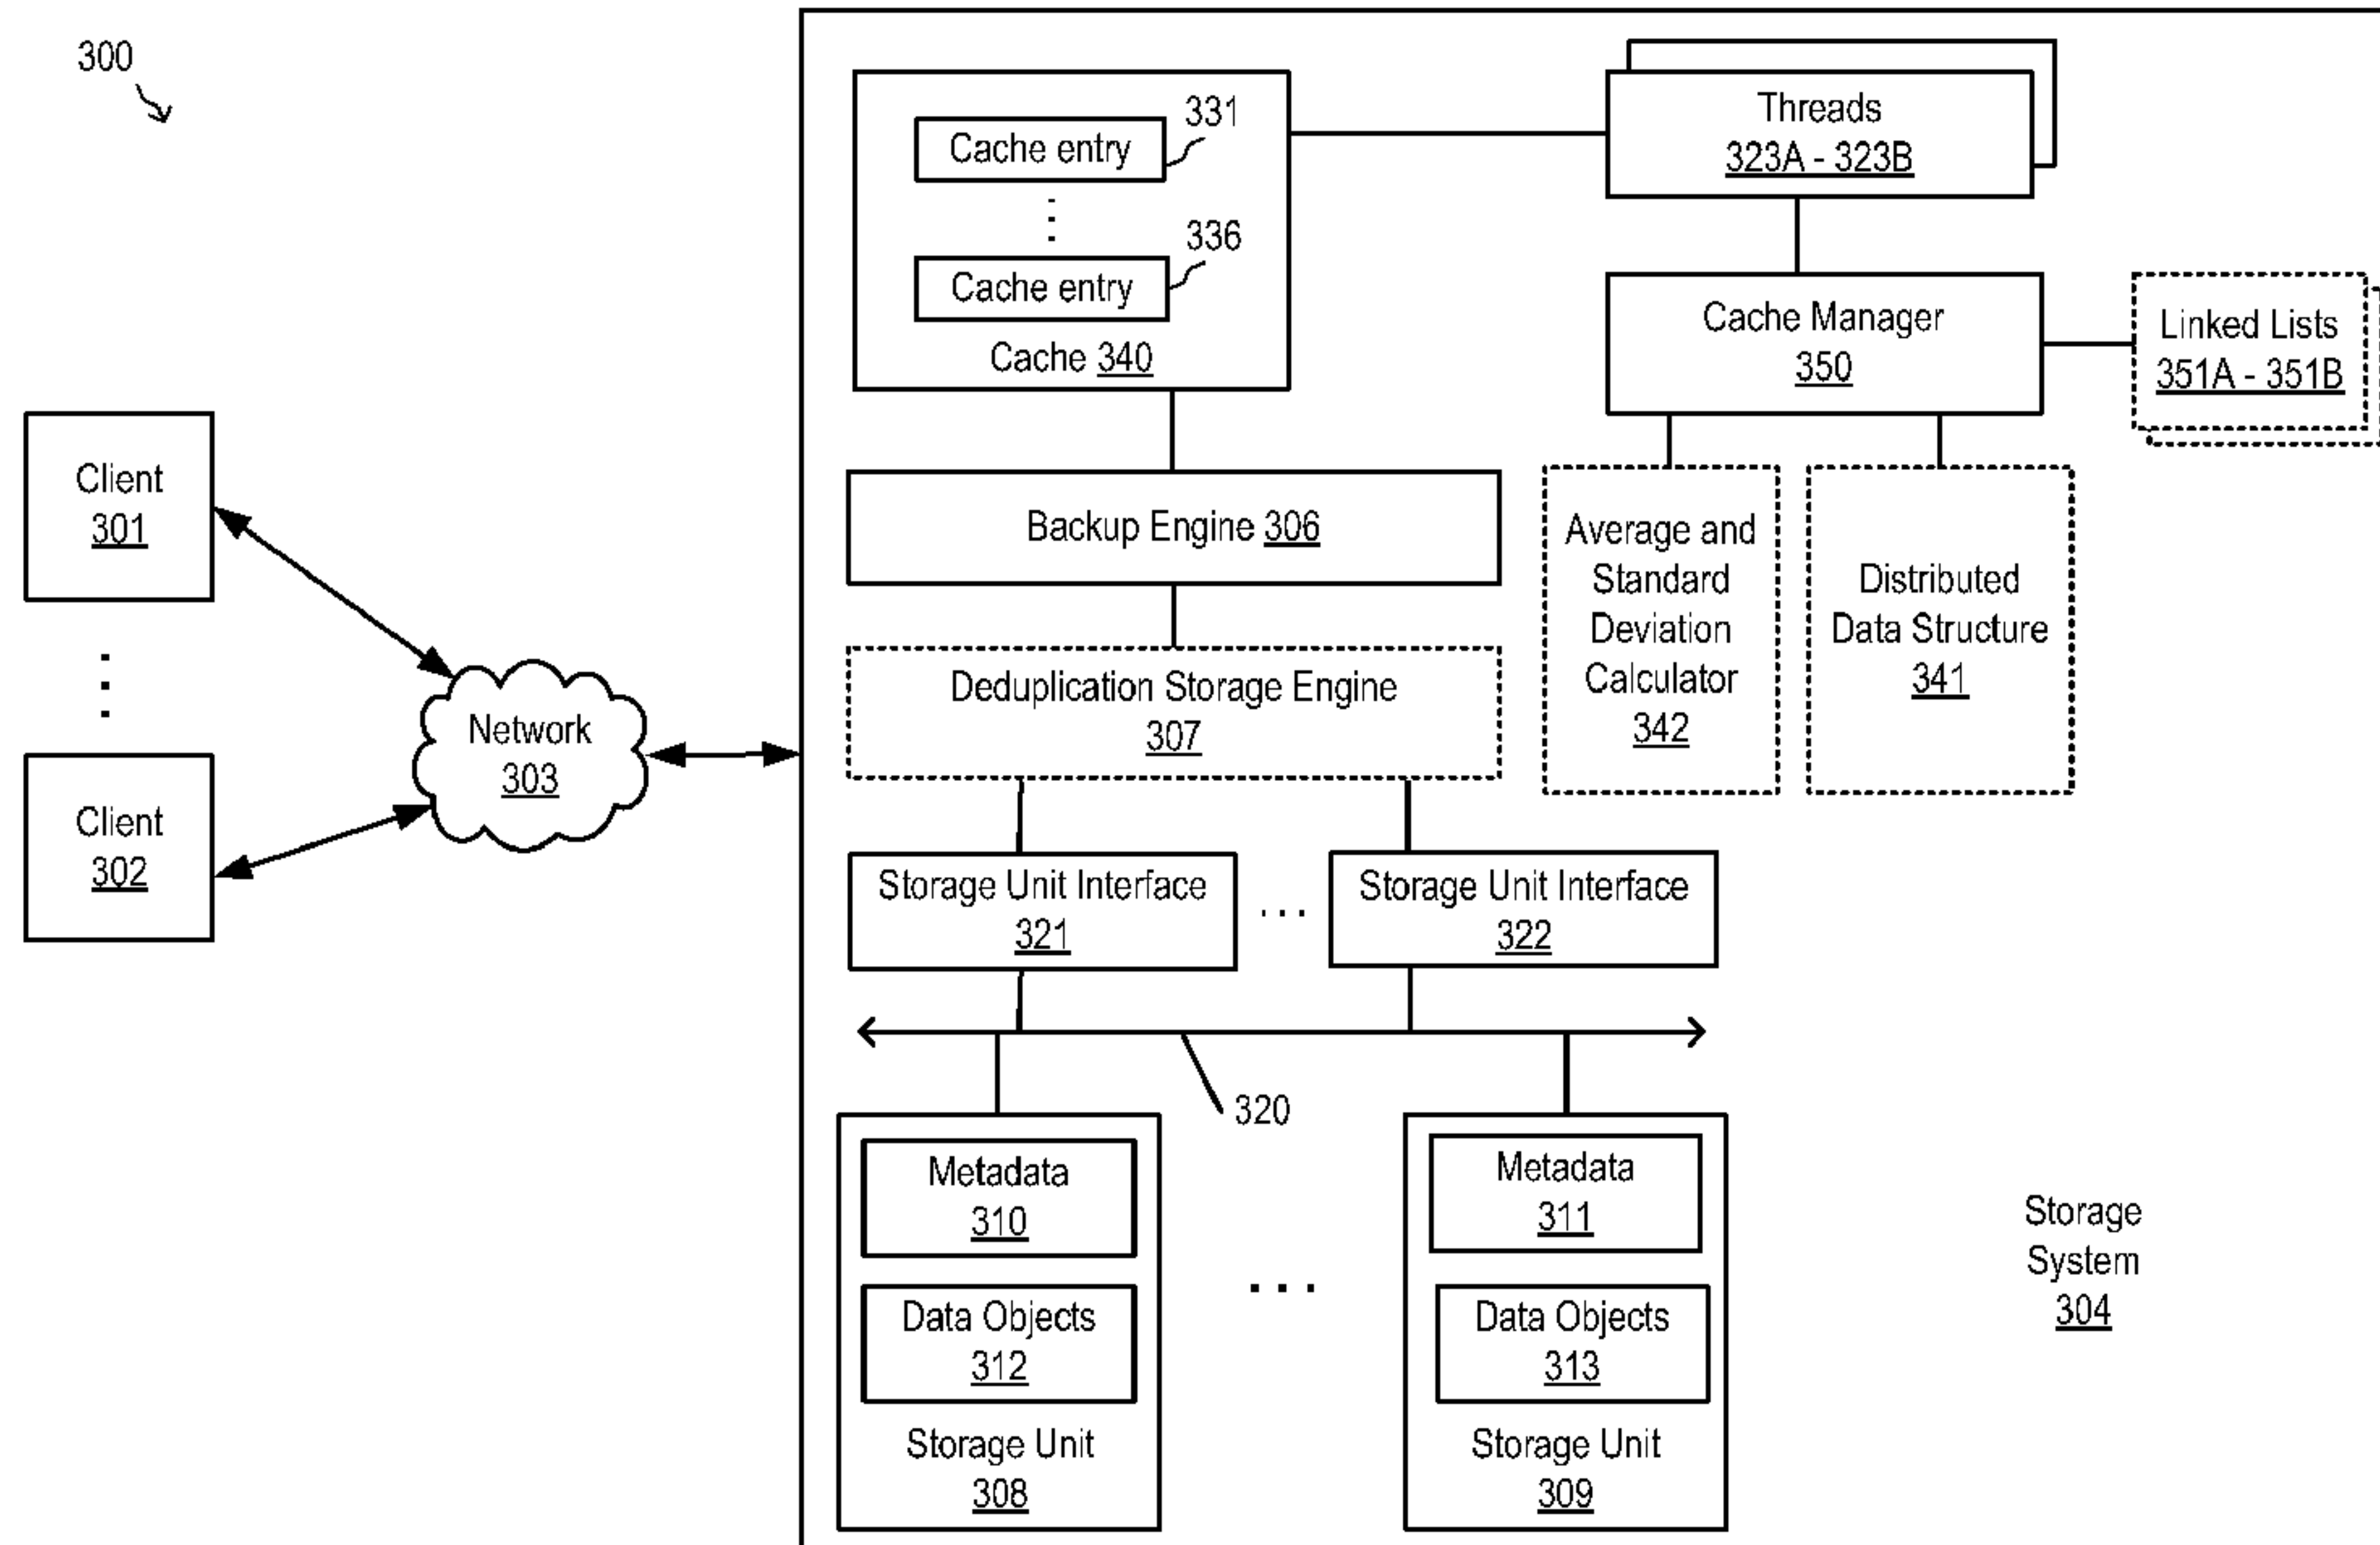 300
Cache entry
331
⋮
Cache entry
336
Cache 340
Threads
323A - 323B
Cache Manager
350
Linked Lists
351A - 351B
Client
301
⋮
Client
302
Network
303
Backup Engine 306
Deduplication Storage Engine
307
Average and
Standard
Deviation
Calculator
342
Distributed
Data Structure
341
Storage Unit Interface
321
...
Storage Unit Interface
322
320
Metadata
310
Data Objects
312
Storage Unit
308
...
Metadata
311
Data Objects
313
Storage Unit
309
Storage
System
304